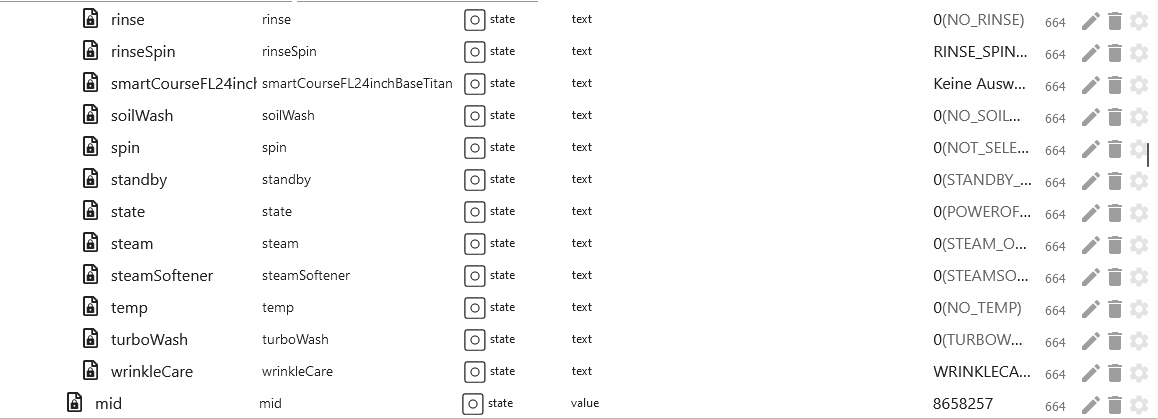 rinse rinse state text 0(NO_RINSE) 664
rinseSpin rinseSpin state text RINSE_SPIN... 664
smartCourseFL24incl smartCourseFL24inchBaseTitan state text Keine Ausw... 664
soilWash soilWash state text 0(NO_SOIL... 664
spin spin state text 0(NOT_SELE... 664
standby standby state text 0(STANDBY_... 664
state state state text 0(POWEROF... 664
steam steam state text 0(STEAM_O... 664
steamSoftener steamSoftener state text 0(STEAMSO... 664
temp temp state text 0(NO_TEMP) 664
turboWash turboWash state text 0(TURBOW... 664
wrinkleCare wrinkleCare state text WRINKLECA... 664
mid mid state value 8658257 664